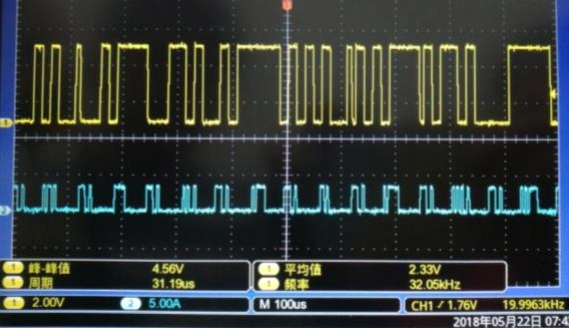 1
2
1 峰-峰值 4.56V 1 平均值 2.33V
1 周期 31.19us 1 频率 32.05kHz
1 2.00V 2 5.00A M 100us CH1 1.76V 19.9963kHz
2018年05月22日 07:4